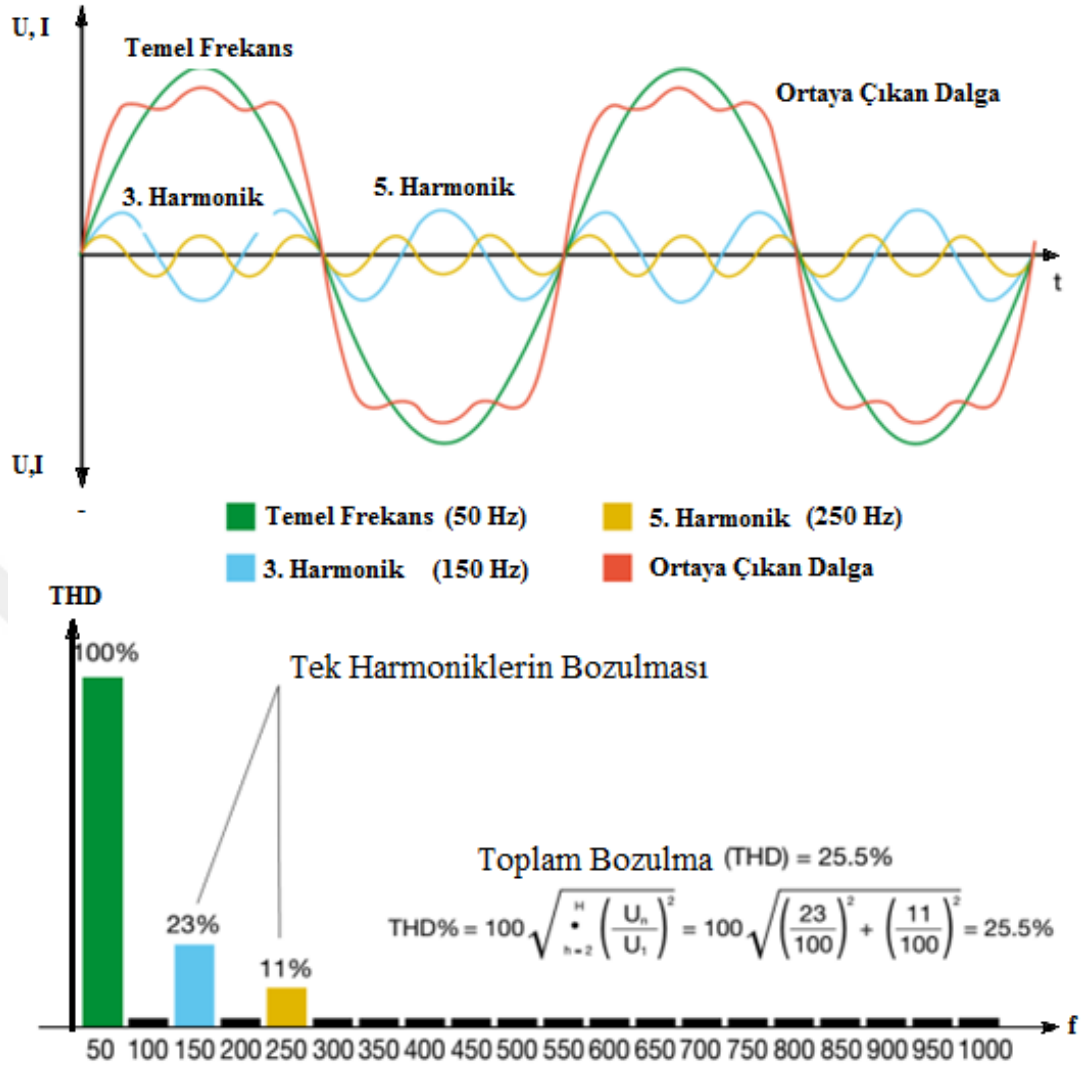 U, I
Temel Frekans
Ortaya Çıkan Dalga
3. Harmonik
5. Harmonik
t
U,I
-
Temel Frekans (50 Hz)
5. Harmonik (250 Hz)
3. Harmonik (150 Hz)
Ortaya Çıkan Dalga
THD
100%
Tek Harmoniklerin Bozulması
Toplam Bozulma (THD) = 25.5%
THD% = 100 √ H • h=2 (Un/U1)² = 100 √ (23/100)² + (11/100)² = 25.5%
23%
11%
f
50 100 150 200 250 300 350 400 450 500 550 600 650 700 750 800 850 900 950 1000